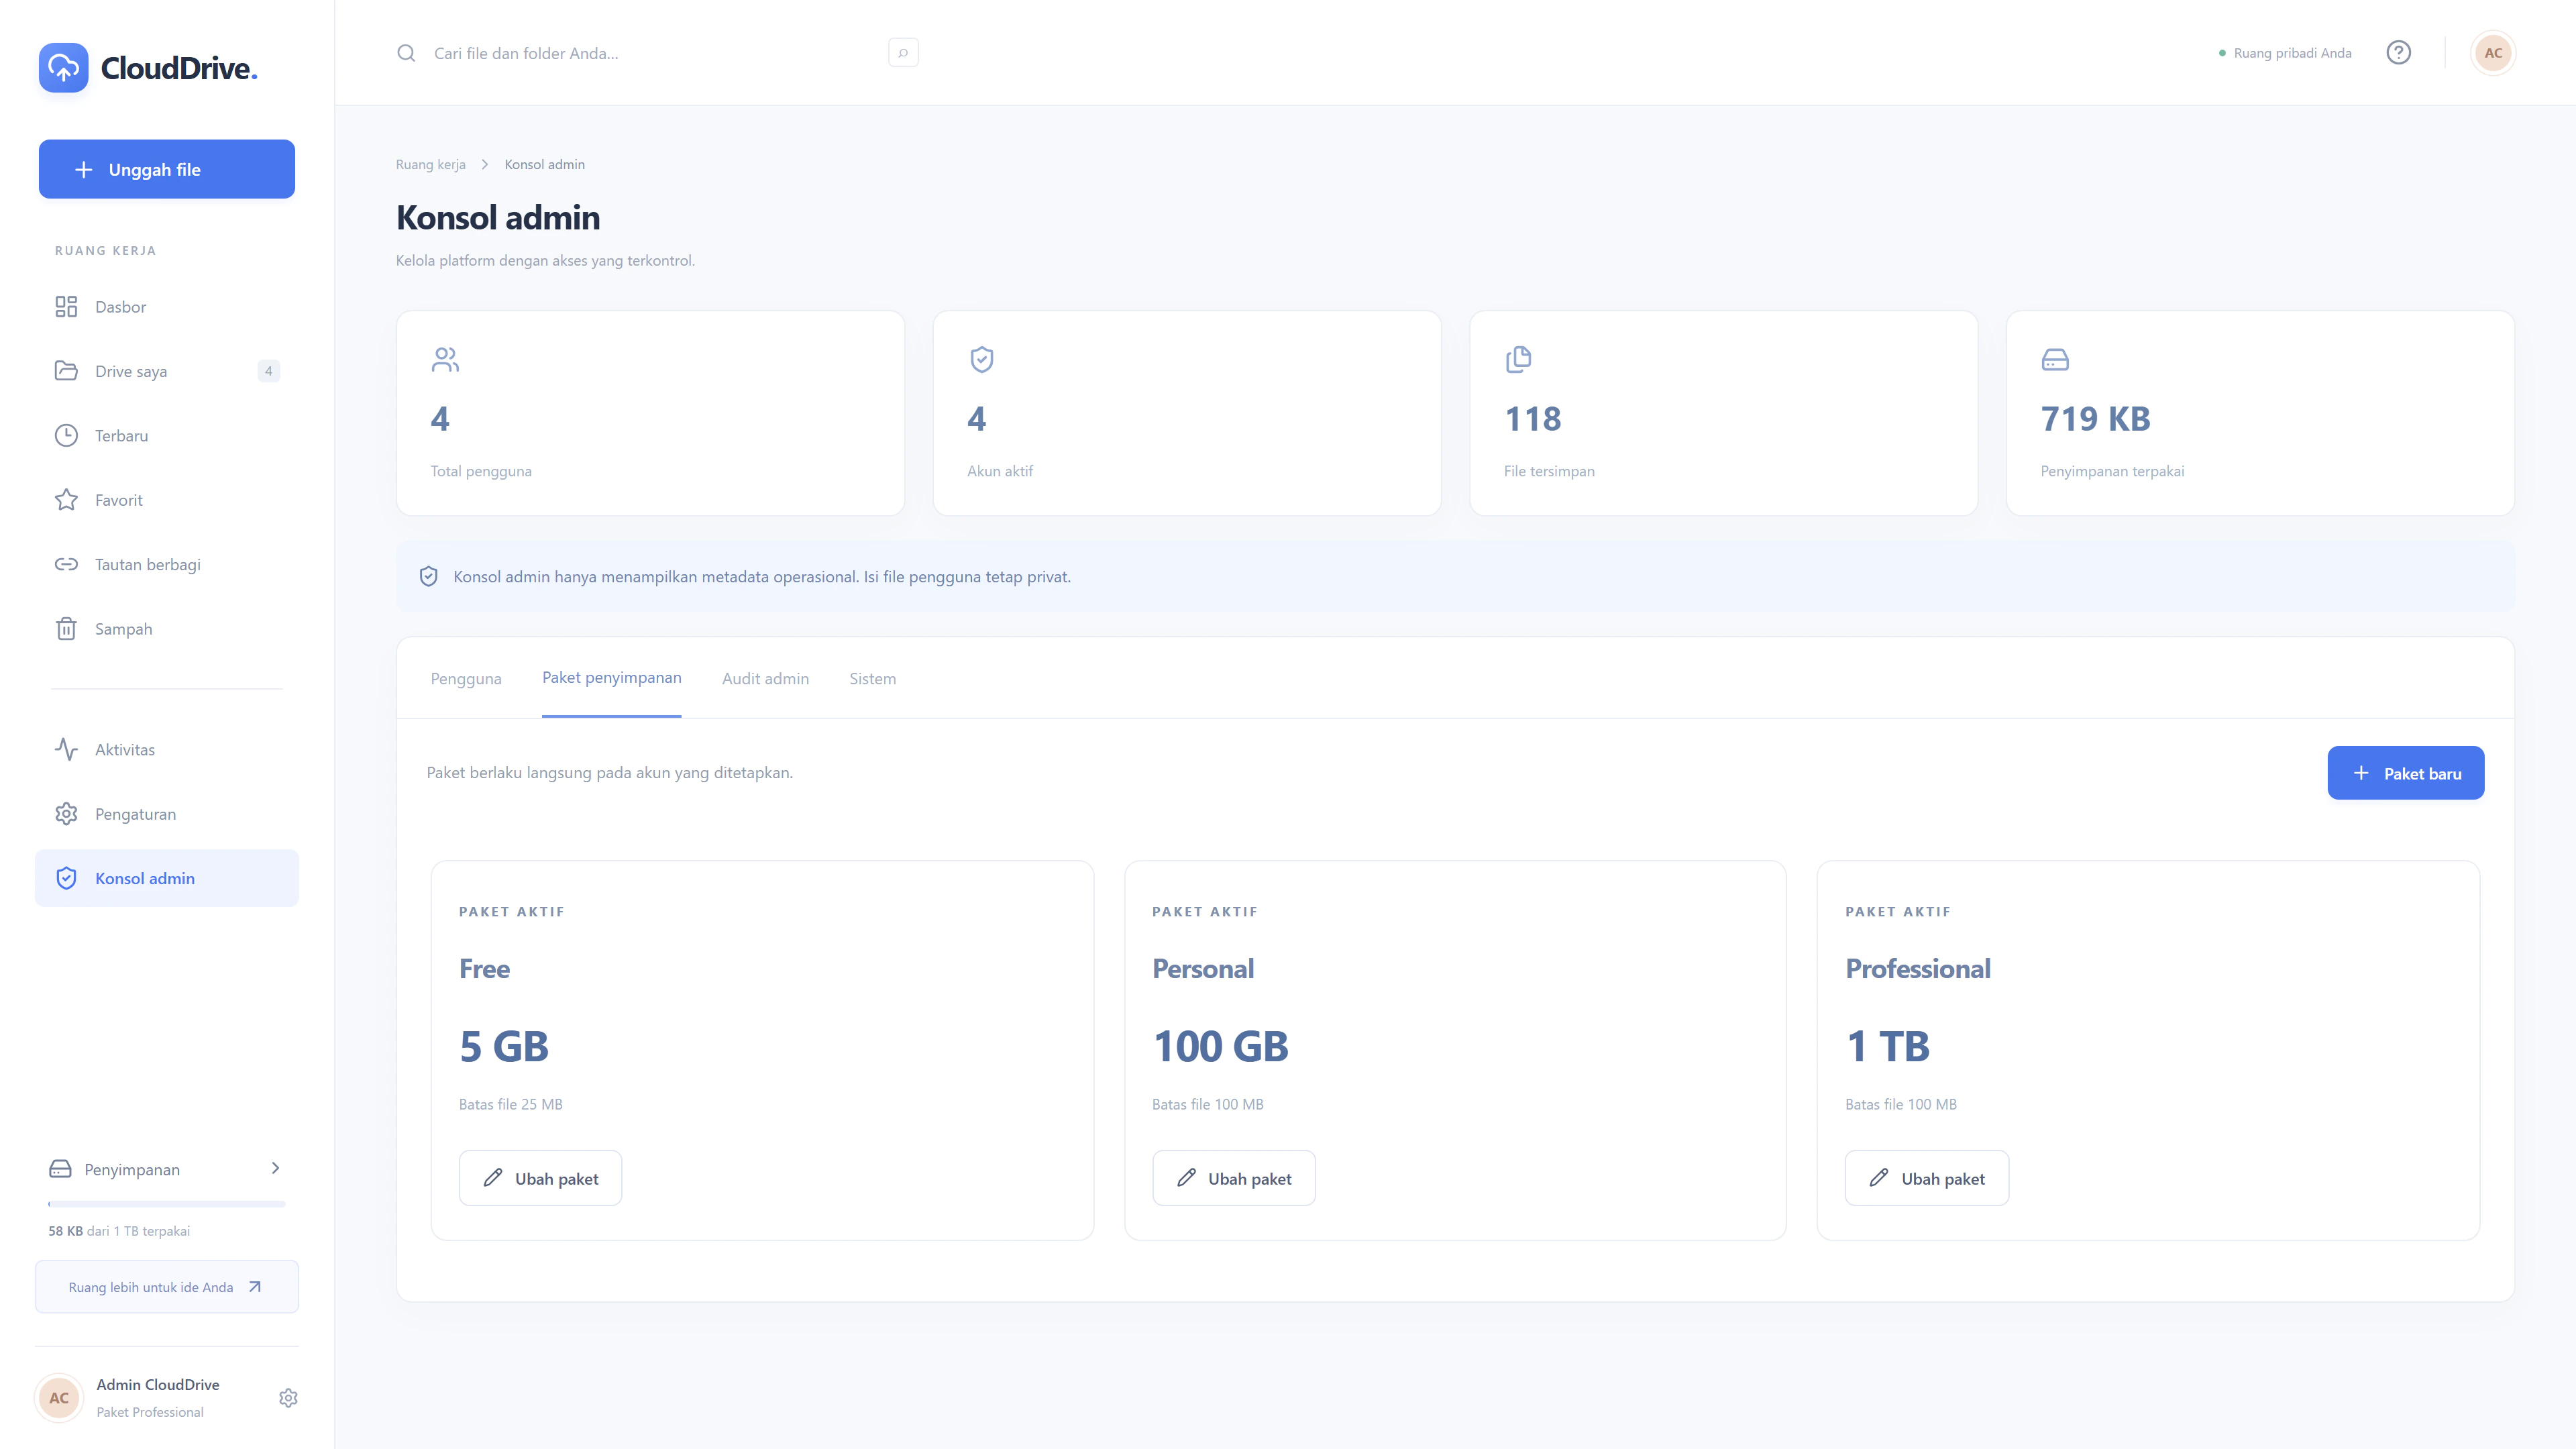 CloudDrive.
Unggah file
RUANG KERJA
Dasbor
Drive saya 4
Terbaru
Favorit
Tautan berbagi
Sampah
Aktivitas
Pengaturan
Konsol admin
Penyimpanan
58 KB dari 1 TB terpakai
Ruang lebih untuk ide Anda
AC Admin CloudDrive
Paket Professional
Cari file dan folder Anda...
Ruang pribadi Anda
AC
Ruang kerja Konsol admin
Konsol admin
Kelola platform dengan akses yang terkontrol.
4
Total pengguna
4
Akun aktif
118
File tersimpan
719 KB
Penyimpanan terpakai
Konsol admin hanya menampilkan metadata operasional. Isi file pengguna tetap privat.
Pengguna Paket penyimpanan Audit admin Sistem
Paket berlaku langsung pada akun yang ditetapkan.
Paket baru
PAKET AKTIF
Free
5 GB
Batas file 25 MB
Ubah paket
PAKET AKTIF
Personal
100 GB
Batas file 100 MB
Ubah paket
PAKET AKTIF
Professional
1 TB
Batas file 100 MB
Ubah paket